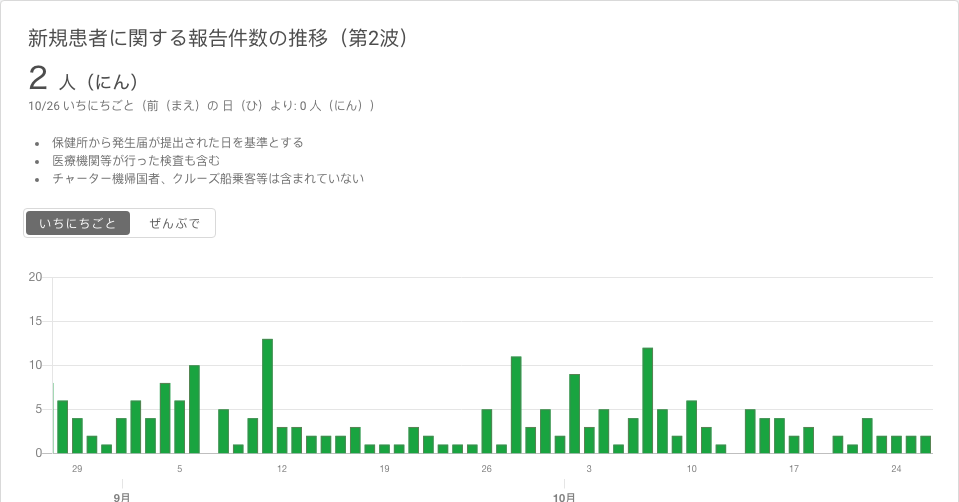 新規患者に関する報告件数の推移（第2波）
2 人（にん）
10/26 いちにちごと（前（まえ）の 日（ひ）より: 0 人（にん））
保健所から発生届が提出された日を基準とする
医療機関等が行った検査も含む
チャーター機帰国者、クルーズ船乗客等は含まれていない
いちにちごと ぜんぶで
20
15
10
5
0
29 5 12 19 26 3 10 17 24
9月 10月